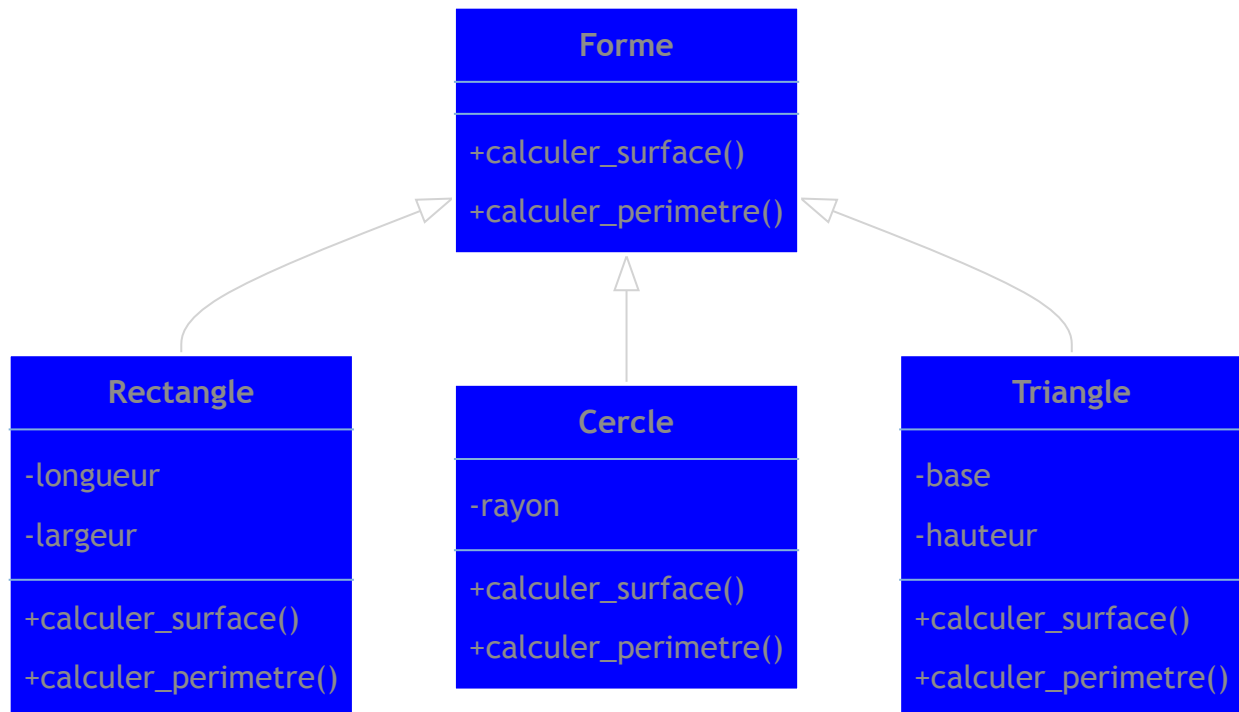 Forme
+calculer_surface()
+calculer_perimetre()
Rectangle
-longueur
-largeur
+calculer_surface()
+calculer_perimetre()
Cercle
-rayon
+calculer_surface()
+calculer_perimetre()
Triangle
-base
-hauteur
+calculer_surface()
+calculer_perimetre()